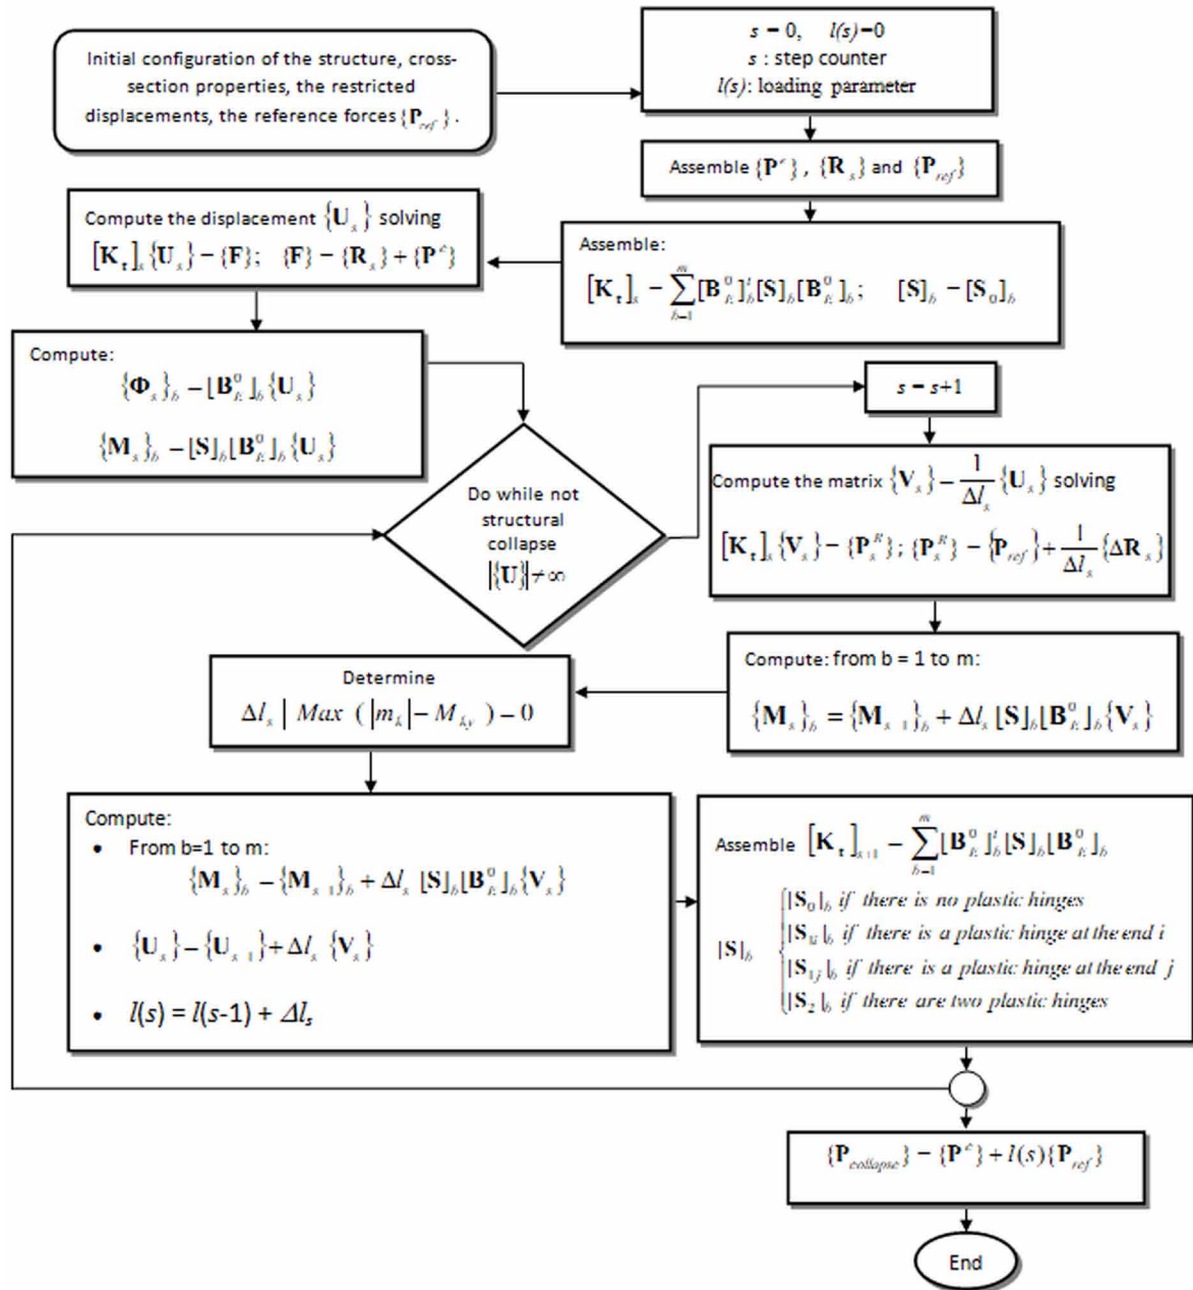 Initial configuration of the structure, cross-
section properties, the restricted
displacements, the reference forces {P_ref}.
s = 0, l(s)=0
s : step counter
l(s): loading parameter
Assemble {P^e}, {R_s} and {P_ref}
Assemble:
[K_t]_s = ∑_{b=1}^{m} [B_E^0]_b^t [S]_b [B_E^0]_b; [S]_b = [S_0]_b
Compute the displacement {U_s} solving
[K_t]_s {U_s} = {F}; {F} = {R_s} + {P^e}
Compute:
{Φ_s}_b = [B_E^0]_b {U_s}
{M_s}_b = [S]_b [B_E^0]_b {U_s}
Do while not
structural
collapse
|{U}| ≠ ∞
s = s+1
Compute the matrix {V_s} = 1/Δl_s {U_s} solving
[K_t]_s {V_s} = {P_s^R}; {P_s^R} = {P_ref} + 1/Δl_s {ΔR_s}
Compute: from b = 1 to m:
{M_s}_b = {M_{s-1}}_b + Δl_s [S]_b [B_E^0]_b {V_s}
Determine
Δl_s | Max (|m_k| − M_ky) = 0
Compute:
• From b=1 to m:
{M_s}_b = {M_{s-1}}_b + Δl_s [S]_b [B_E^0]_b {V_s}
• {U_s} = {U_{s-1}} + Δl_s {V_s}
• l(s) = l(s-1) + Δl_s
Assemble [K_t]_{s+1} = ∑_{b=1}^{m} [B_E^0]_b^t [S]_b [B_E^0]_b
[S]_b
[S_0]_b if there is no plastic hinges
[S_1i]_b if there is a plastic hinge at the end i
[S_1j]_b if there is a plastic hinge at the end j
[S_2]_b if there are two plastic hinges
{P_collapse} = {P^e} + l(s){P_ref}
End